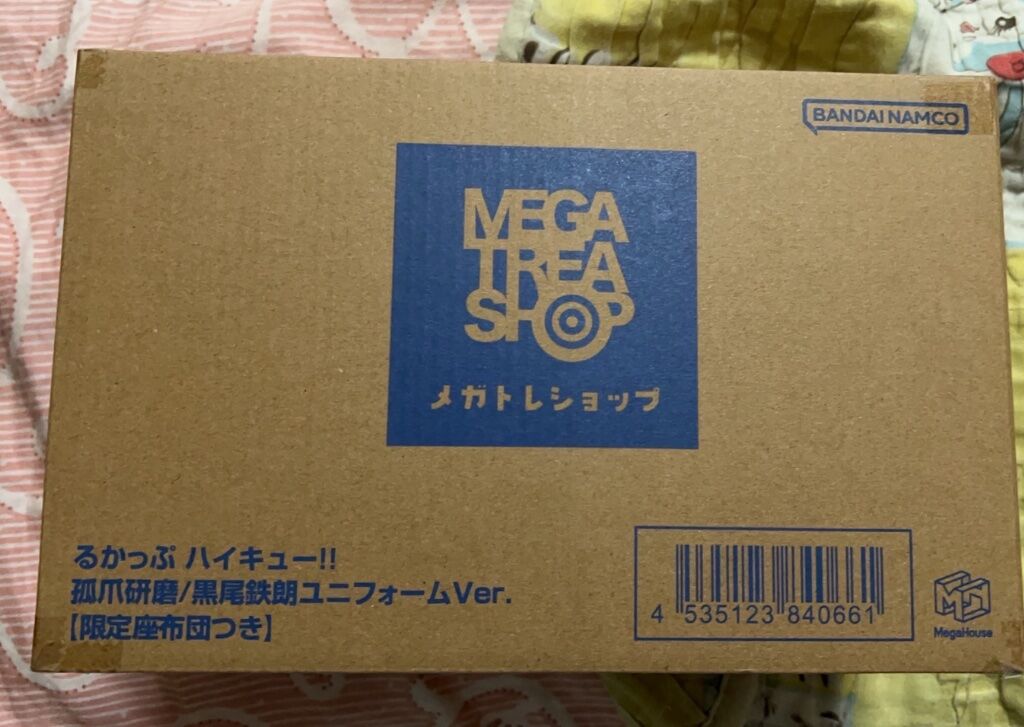 BANDAI NAMCO
MEGA
TREA
SHOP
メガトレショップ
るかっぷ ハイキュー!!
孤爪研磨/黒尾鉄朗ユニフォームVer.
【限定座布団つき】
4 535123 840661
MegaHouse